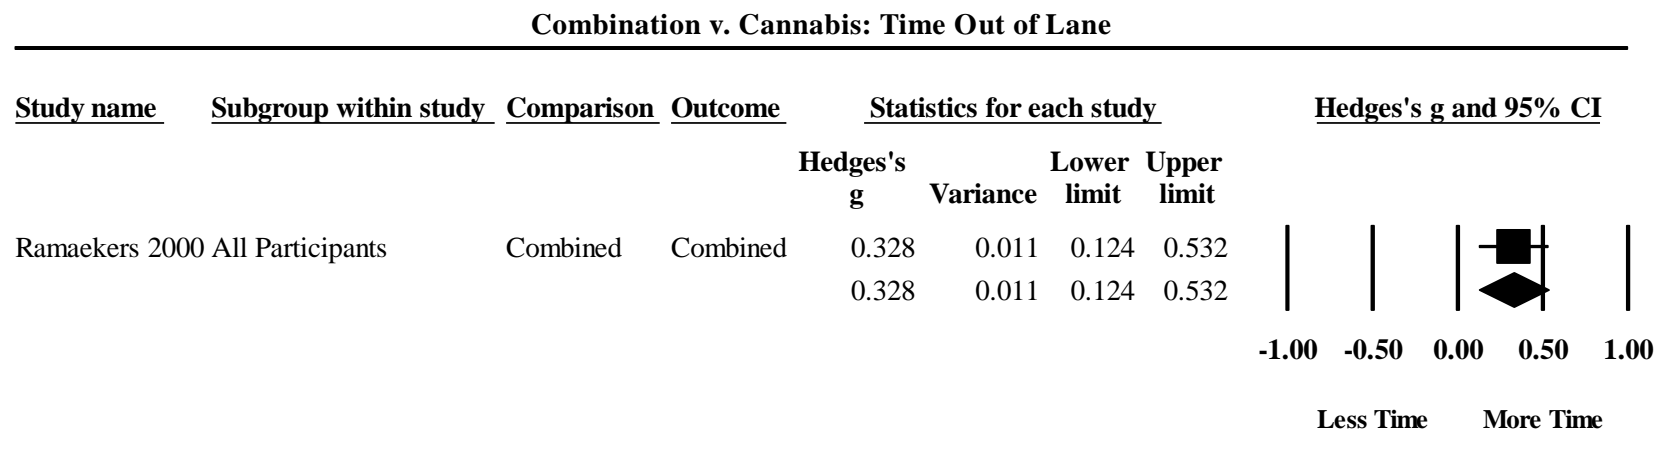 Combination v. Cannabis: Time Out of Lane
Study name Subgroup within study Comparison Outcome Statistics for each study Hedges's g and 95% CI
Hedges's Lower Upper
g Variance limit limit
Ramaekers 2000 All Participants Combined Combined 0.328 0.011 0.124 0.532
0.328 0.011 0.124 0.532
-1.00 -0.50 0.00 0.50 1.00
Less Time More Time